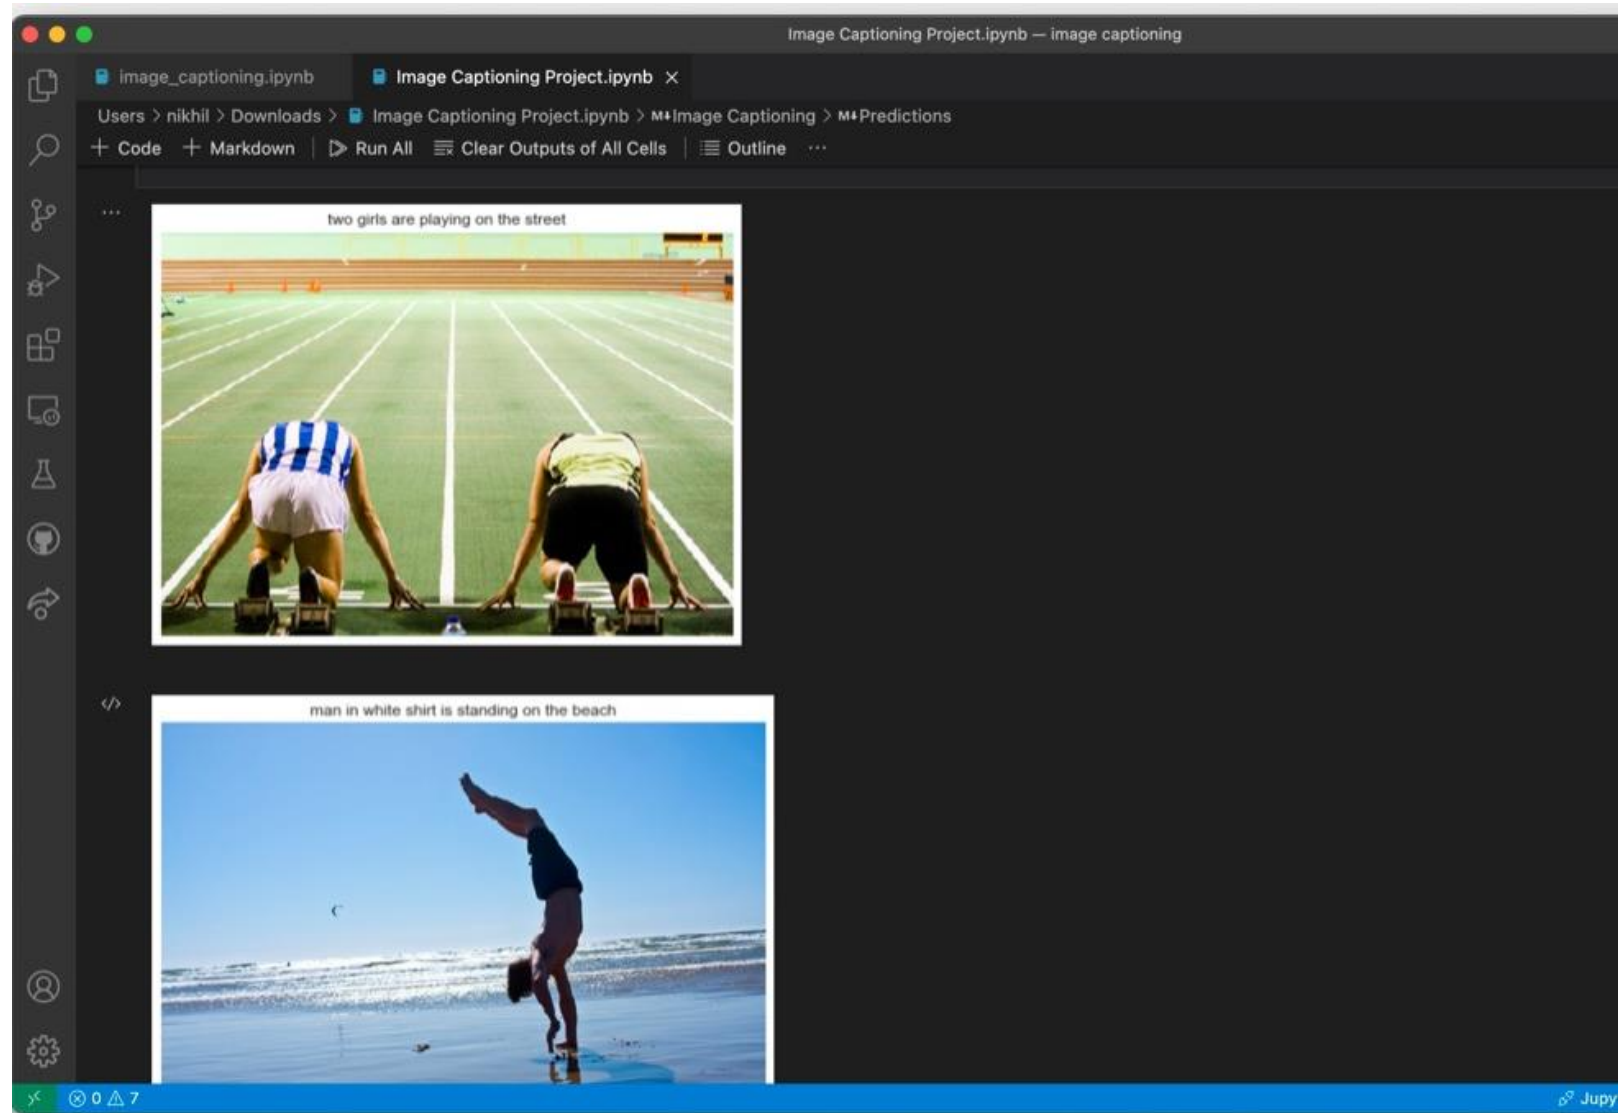 Image Captioning Project.ipynb — image captioning
image_captioning.ipynb
Image Captioning Project.ipynb
Users > nikhil > Downloads > Image Captioning Project.ipynb > M↓Image Captioning > M↓Predictions
+ Code + Markdown Run All Clear Outputs of All Cells Outline ...
two girls are playing on the street
man in white shirt is standing on the beach
0 7
Jupy